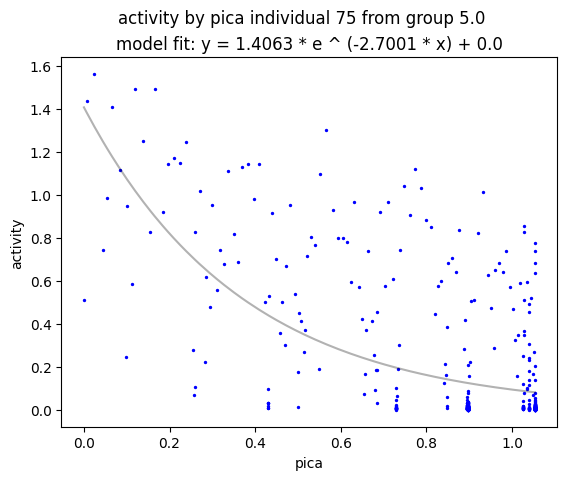 activity by pica individual 75 from group 5.0
model fit: y = 1.4063 * e ^ (-2.7001 * x) + 0.0
1.6
1.4
1.2
1.0
0.8
0.6
0.4
0.2
0.0
activity
0.0 0.2 0.4 0.6 0.8 1.0
pica